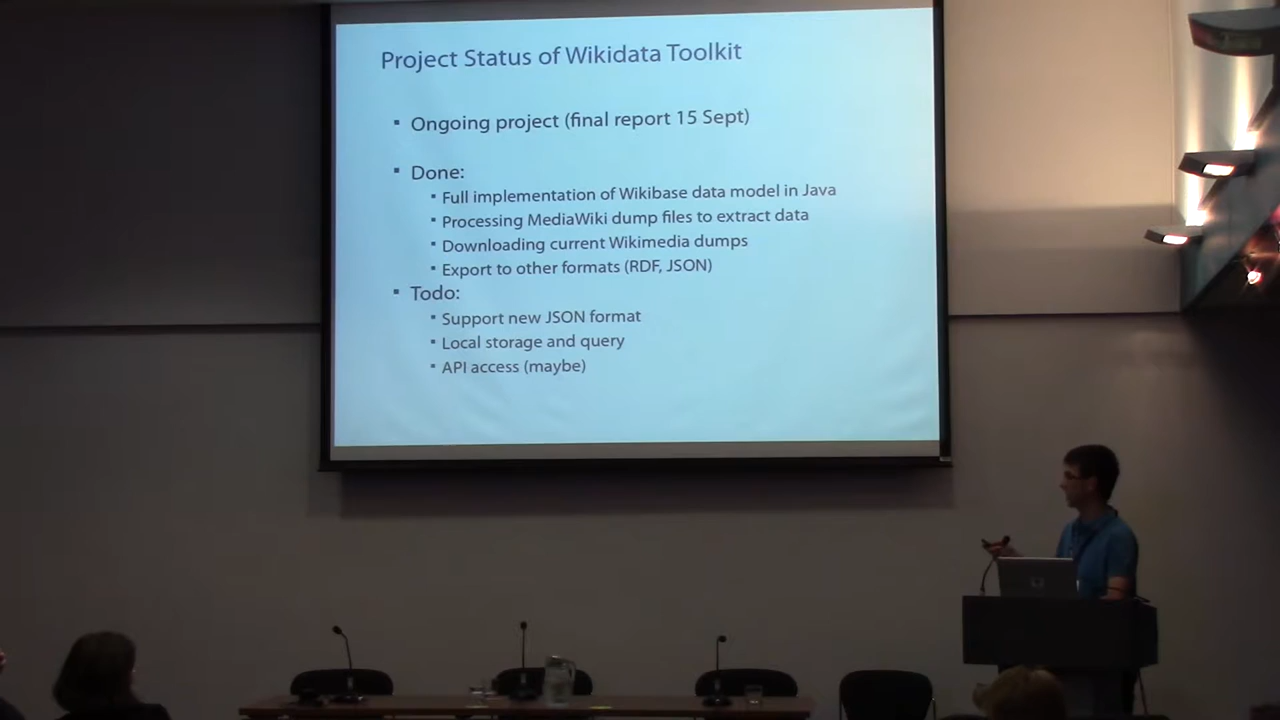 Project Status of Wikidata Toolkit
▪ Ongoing project (final report 15 Sept)
▪ Done:
▪ Full implementation of Wikibase data model in Java
▪ Processing MediaWiki dump files to extract data
▪ Downloading current Wikimedia dumps
▪ Export to other formats (RDF, JSON)
▪ Todo:
▪ Support new JSON format
▪ Local storage and query
▪ API access (maybe)